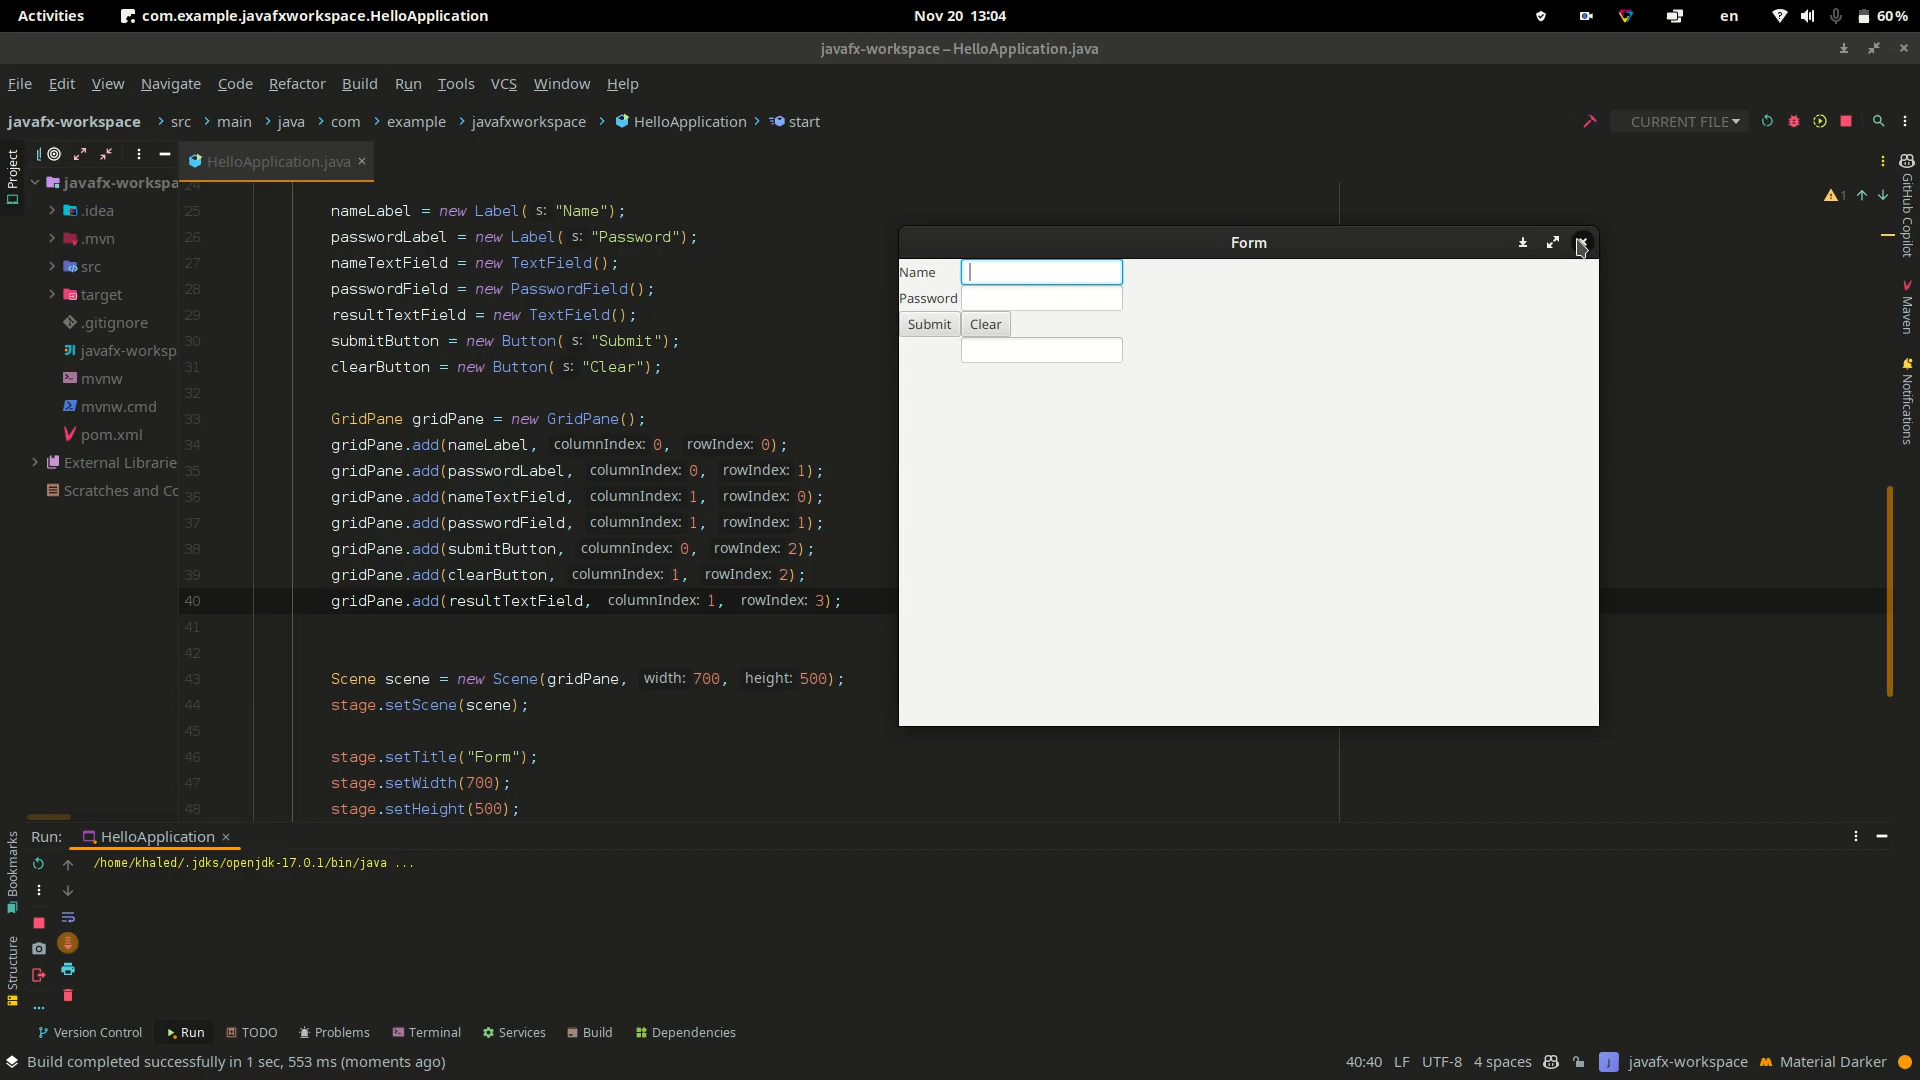 Activities com.example.javafxworkspace.HelloApplication Nov 20 13:04 en 60%
javafx-workspace – HelloApplication.java
File Edit View Navigate Code Refactor Build Run Tools VCS Window Help
javafx-workspace > src > main > java > com > example > javafxworkspace > HelloApplication > start CURRENT FILE
Project
HelloApplication.java
javafx-workspa
.idea
.mvn
src
target
.gitignore
javafx-worksp
mvnw
mvnw.cmd
pom.xml
External Librarie
Scratches and Co
24
25 nameLabel = new Label( s: "Name");
26 passwordLabel = new Label( s: "Password");
27 nameTextField = new TextField();
28 passwordField = new PasswordField();
29 resultTextField = new TextField();
30 submitButton = new Button( s: "Submit");
31 clearButton = new Button( s: "Clear");
32
33 GridPane gridPane = new GridPane();
34 gridPane.add(nameLabel, columnIndex: 0, rowIndex: 0);
35 gridPane.add(passwordLabel, columnIndex: 0, rowIndex: 1);
36 gridPane.add(nameTextField, columnIndex: 1, rowIndex: 0);
37 gridPane.add(passwordField, columnIndex: 1, rowIndex: 1);
38 gridPane.add(submitButton, columnIndex: 0, rowIndex: 2);
39 gridPane.add(clearButton, columnIndex: 1, rowIndex: 2);
40 gridPane.add(resultTextField, columnIndex: 1, rowIndex: 3);
41
42
43 Scene scene = new Scene(gridPane, width: 700, height: 500);
44 stage.setScene(scene);
45
46 stage.setTitle("Form");
47 stage.setWidth(700);
48 stage.setHeight(500);
1
Form
Name
Password
Submit Clear
GitHub Copilot
Maven
Notifications
Bookmarks
Structure
Run: HelloApplication
/home/khaled/.jdks/openjdk-17.0.1/bin/java ...
Version Control Run TODO Problems Terminal Services Build Dependencies
Build completed successfully in 1 sec, 553 ms (moments ago) 40:40 LF UTF-8 4 spaces J javafx-workspace Material Darker